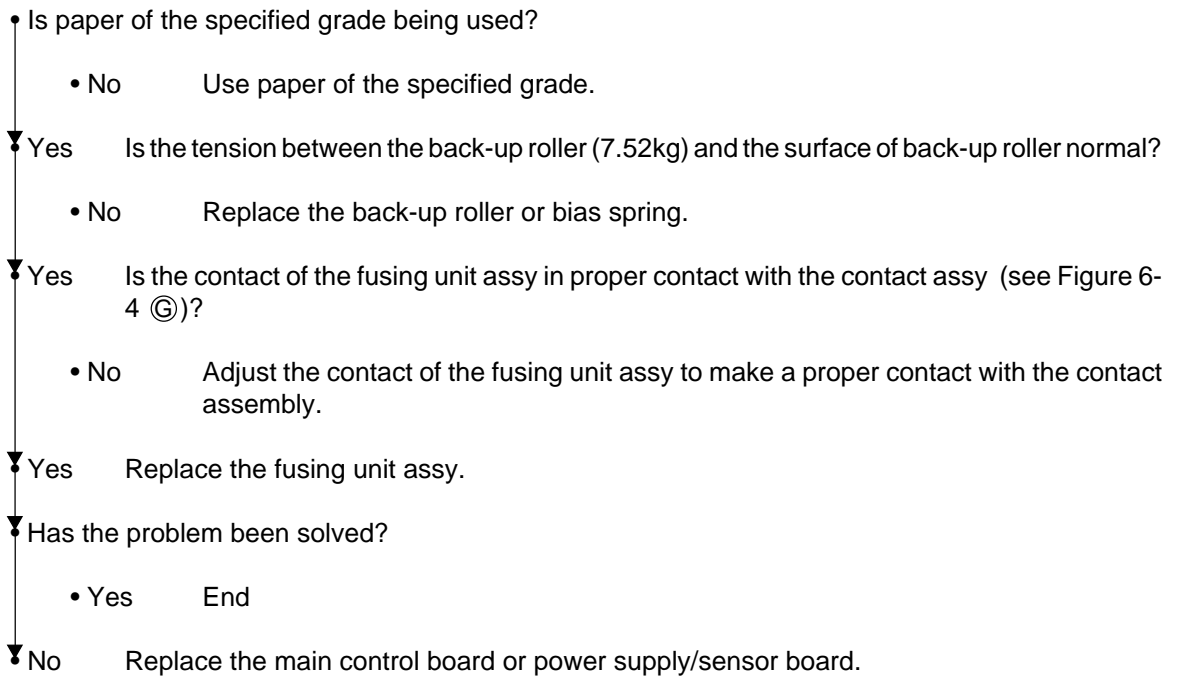 • Is paper of the specified grade being used?
• No Use paper of the specified grade.
• Yes Is the tension between the back-up roller (7.52kg) and the surface of back-up roller normal?
• No Replace the back-up roller or bias spring.
• Yes Is the contact of the fusing unit assy in proper contact with the contact assy (see Figure 6-
4 Ⓖ)?
• No Adjust the contact of the fusing unit assy to make a proper contact with the contact
assembly.
• Yes Replace the fusing unit assy.
• Has the problem been solved?
• Yes End
• No Replace the main control board or power supply/sensor board.